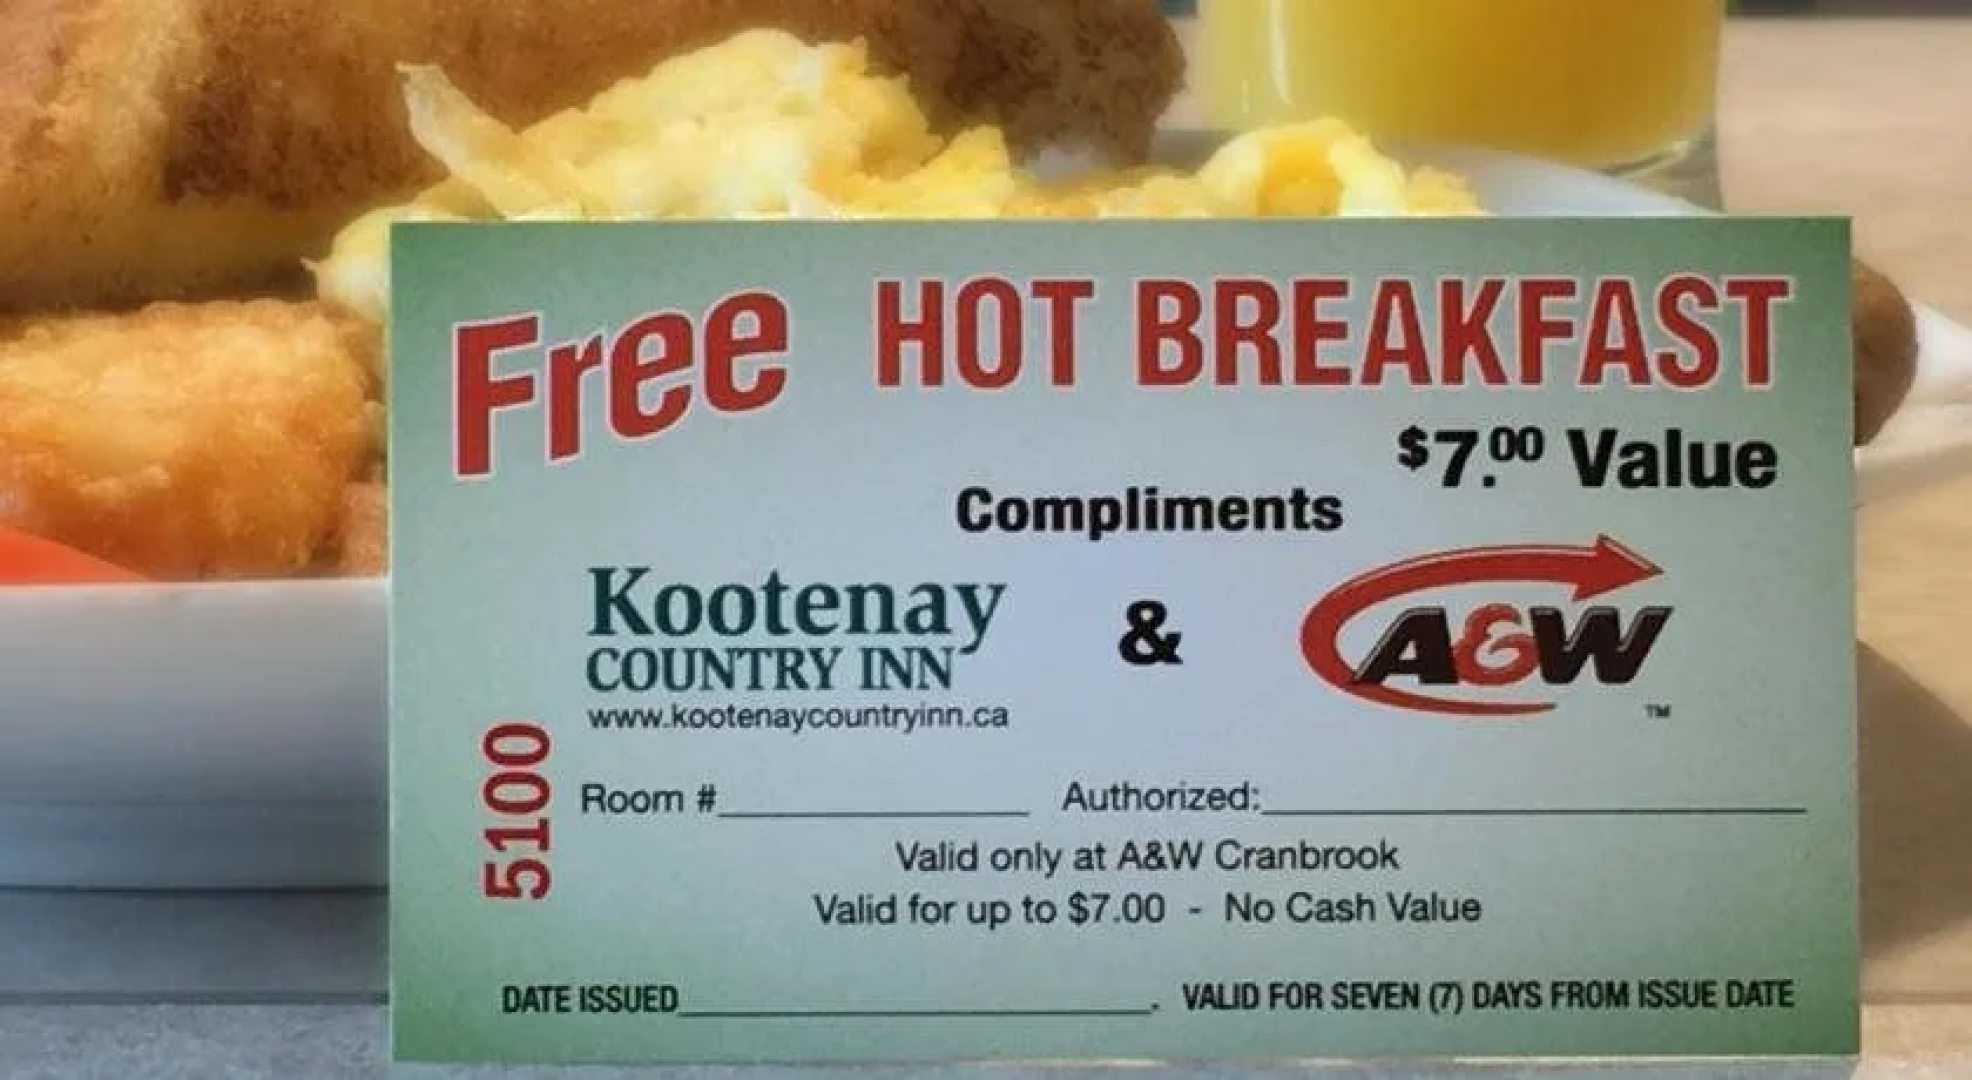 Free HOT BREAKFAST
$7.00 Value
Compliments
Kootenay
COUNTRY INN
www.kootenaycountryinn.ca
&
A&W
TM
5100
Room #
Authorized:
Valid only at A&W Cranbrook
Valid for up to $7.00 - No Cash Value
DATE ISSUED . VALID FOR SEVEN (7) DAYS FROM ISSUE DATE